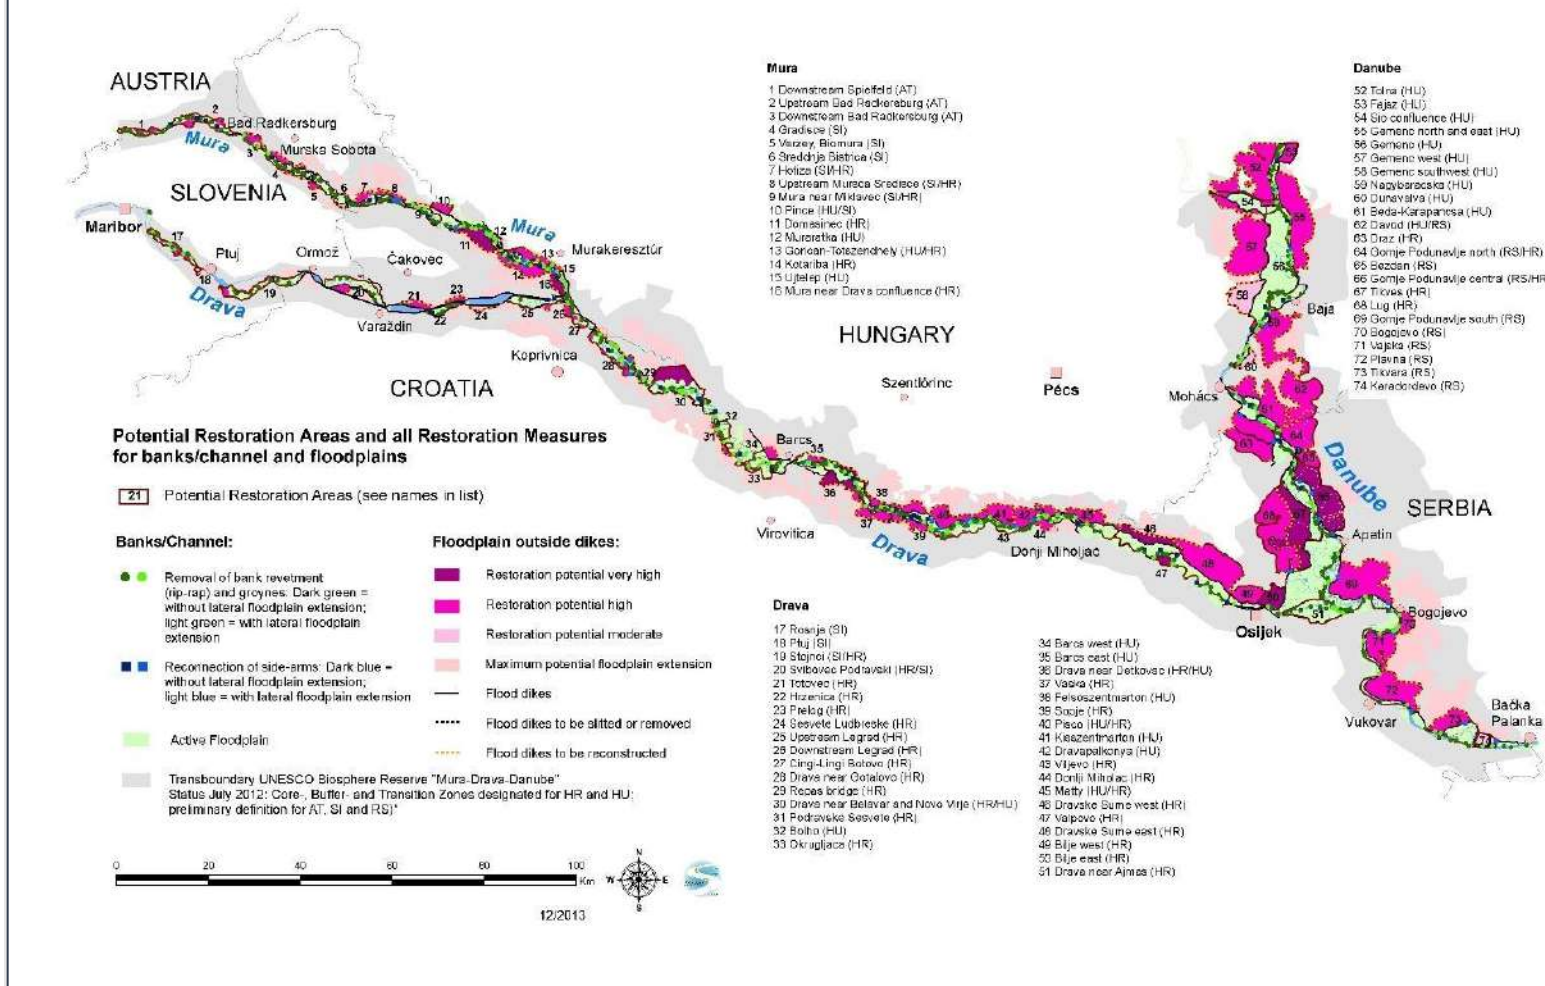 AUSTRIA
Bad Radkersburg
Mura
Murska Sobota
SLOVENIA
Maribor
Ptuj
Ormož
Čakovec
Mura
Murakeresztúr
Drava
Varaždin
Koprivnica
CROATIA
HUNGARY
Szentlőrinc
Pécs
Baja
Mohács
Barcs
Virovitica
Drava
Donji Miholjac
Danube
SERBIA
Apatin
Osijek
Bogojevo
Vukovar
Bačka
Palanka
Potential Restoration Areas and all Restoration Measures
for banks/channel and floodplains
21 Potential Restoration Areas (see names in list)
Banks/Channel:
Removal of bank revetment
(rip-rap) and groynes: Dark green =
without lateral floodplain extension;
light green = with lateral floodplain
extension
Reconnection of side-arms: Dark blue =
without lateral floodplain extension;
light blue = with lateral floodplain extension
Active Floodplain
Transboundary UNESCO Biosphere Reserve "Mura-Drava-Danube"
Status July 2012: Core-, Buffer- and Transition Zones designated for HR and HU;
preliminary definition for AT, SI and RS)*
Floodplain outside dikes:
Restoration potential very high
Restoration potential high
Restoration potential moderate
Maximum potential floodplain extension
Flood dikes
Flood dikes to be slitted or removed
Flood dikes to be reconstructed
0 20 40 60 80 100
Km
N
W E
S
12/2013
Mura
1 Downstream Spielfeld (AT)
2 Upstream Bad Radkersburg (AT)
3 Downstream Bad Radkersburg (AT)
4 Gradisce (SI)
5 Verzey, Biomura (SI)
6 Sredchja Bistrica (SI)
7 Hotiza (SI/HR)
8 Upstream Mursca Sredisce (SI/HR)
9 Mura near Miklavec (SI/HR)
10 Pince (HU/SI)
11 Domasinec (HR)
12 Muraratka (HU)
13 Gorican-Totszerdhely (HU/HR)
14 Kotariba (HR)
15 Ujtelep (HU)
16 Mura near Drava confluence (HR)
Drava
17 Rosnja (SI)
18 Ptuj (SI)
19 Stojnci (SI/HR)
20 Svibovec Podravski (HR/SI)
21 Totovec (HR)
22 Hrzenica (HR)
23 Prelog (HR)
24 Sesvete Ludbreske (HR)
25 Upstream Legrad (HR)
26 Downstream Legrad (HR)
27 Cingi-Lingi Botovo (HR)
28 Drava near Gotalovo (HR)
29 Repas bridge (HR)
30 Drava near Belavar and Novo Virje (HR/HU)
31 Podravske Sesvete (HR)
32 Bolho (HU)
33 Okrugljaca (HR)
34 Barcs west (HU)
35 Barcs east (HU)
36 Drava near Detkovac (HR/HU)
37 Vaska (HR)
38 Felsoszentmarton (HU)
39 Sopje (HR)
40 Pisco (HU/HR)
41 Kisszentmarton (HU)
42 Dravapalkonya (HU)
43 Viljevo (HR)
44 Donlji Miholac (HR)
45 Matty (HU/HR)
46 Dravske Sume west (HR)
47 Valpovo (HR)
48 Dravske Sume east (HR)
49 Bilje west (HR)
50 Bilje east (HR)
51 Drava near Ajmas (HR)
Danube
52 Tolna (HU)
53 Fajsz (HU)
54 Sio confluence (HU)
55 Gemenc north and east (HU)
56 Gemenc (HU)
57 Gemenc west (HU)
58 Gemenc southwest (HU)
59 Nagybaracska (HU)
60 Dunavalva (HU)
61 Beda-Karapancsa (HU)
62 Davod (HU/RS)
63 Draz (HR)
64 Gornje Podunavlje north (RS/HR)
65 Bezdan (RS)
66 Gornje Podunavlje central (RS/HR
67 Tikves (HR)
68 Lug (HR)
69 Gornje Podunavlje south (RS)
70 Bogojevo (RS)
71 Vajska (RS)
72 Plavna (RS)
73 Tikvara (RS)
74 Karadordevo (RS)